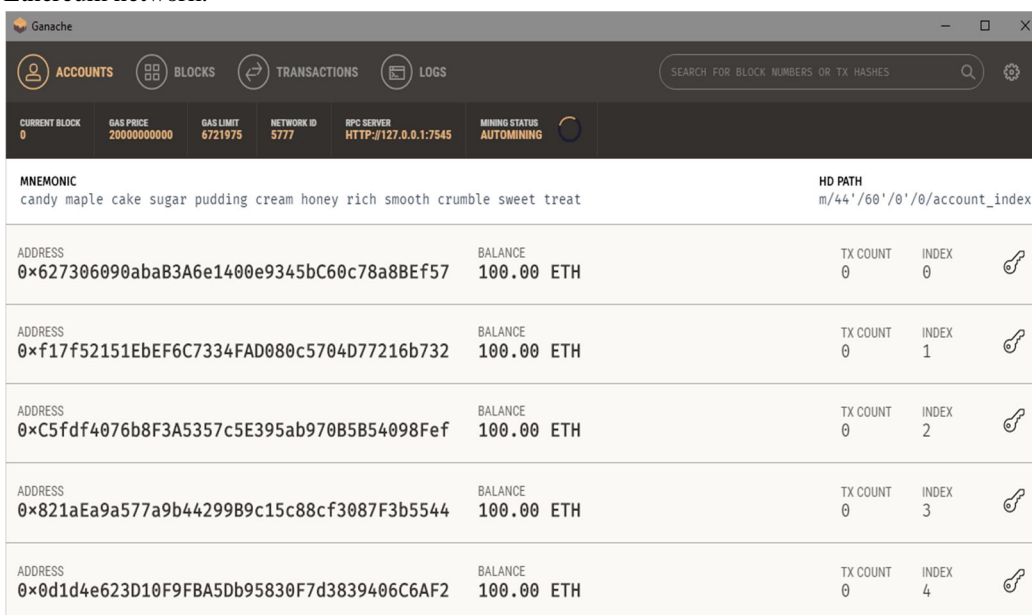 Ganache
ACCOUNTS BLOCKS TRANSACTIONS LOGS SEARCH FOR BLOCK NUMBERS OR TX HASHES
CURRENT BLOCK GAS PRICE GAS LIMIT NETWORK ID RPC SERVER MINING STATUS
0 20000000000 6721975 5777 HTTP://127.0.0.1:7545 AUTOMINING
MNEMONIC HD PATH
candy maple cake sugar pudding cream honey rich smooth crumble sweet treat m/44'/60'/0'/0/account_index
ADDRESS BALANCE TX COUNT INDEX
0×627306090abaB3A6e1400e9345bC60c78a8BEf57 100.00 ETH 0 0
ADDRESS BALANCE TX COUNT INDEX
0×f17f52151EbEF6C7334FAD080c5704D77216b732 100.00 ETH 0 1
ADDRESS BALANCE TX COUNT INDEX
0×C5fdf4076b8F3A5357c5E395ab970B5B54098Fef 100.00 ETH 0 2
ADDRESS BALANCE TX COUNT INDEX
0×821aEa9a577a9b44299B9c15c88cf3087F3b5544 100.00 ETH 0 3
ADDRESS BALANCE TX COUNT INDEX
0×0d1d4e623D10F9FBA5Db95830F7d3839406C6AF2 100.00 ETH 0 4